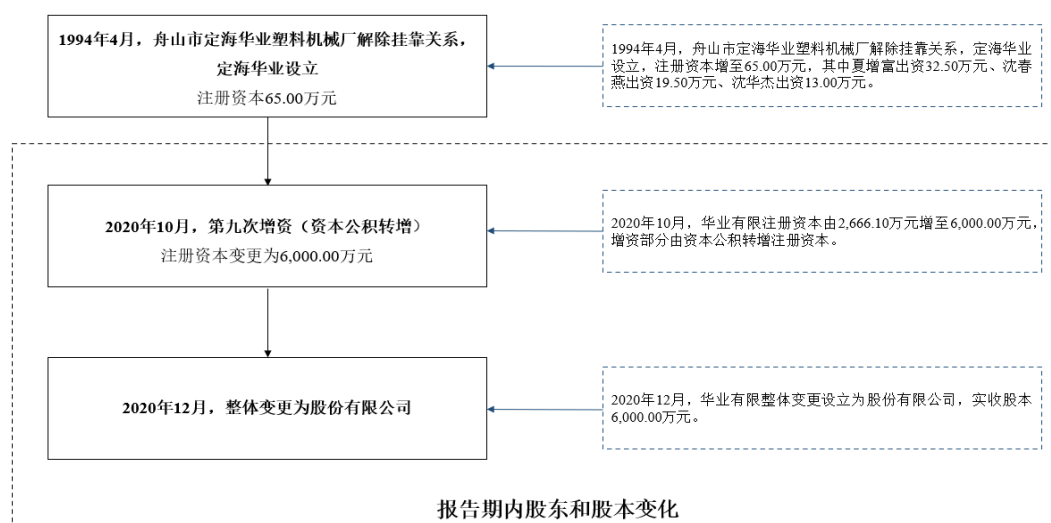 1994年4月，舟山市定海华业塑料机械厂解除挂靠关系，
定海华业设立
注册资本65.00万元
1994年4月，舟山市定海华业塑料机械厂解除挂靠关系，定海华业
设立，注册资本增至65.00万元，其中夏增富出资32.50万元、沈春
燕出资19.50万元、沈华杰出资13.00万元。
2020年10月，第九次增资（资本公积转增）
注册资本变更为6,000.00万元
2020年10月，华业有限注册资本由2,666.10万元增至6,000.00万元，
增资部分由资本公积转增注册资本。
2020年12月，整体变更为股份有限公司
2020年12月，华业有限整体变更设立为股份有限公司，实收股本
6,000.00万元。
报告期内股东和股本变化